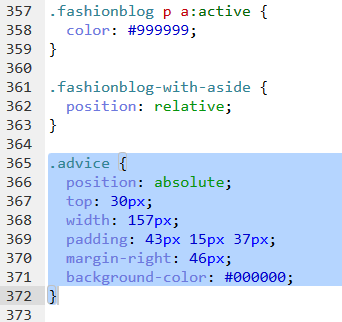 357 .fashionblog p a:active {
358   color: #999999;
359 }
360
361 .fashionblog-with-aside {
362   position: relative;
363 }
364
365 .advice {
366   position: absolute;
367   top: 30px;
368   width: 157px;
369   padding: 43px 15px 37px;
370   margin-right: 46px;
371   background-color: #000000;
372 }
373